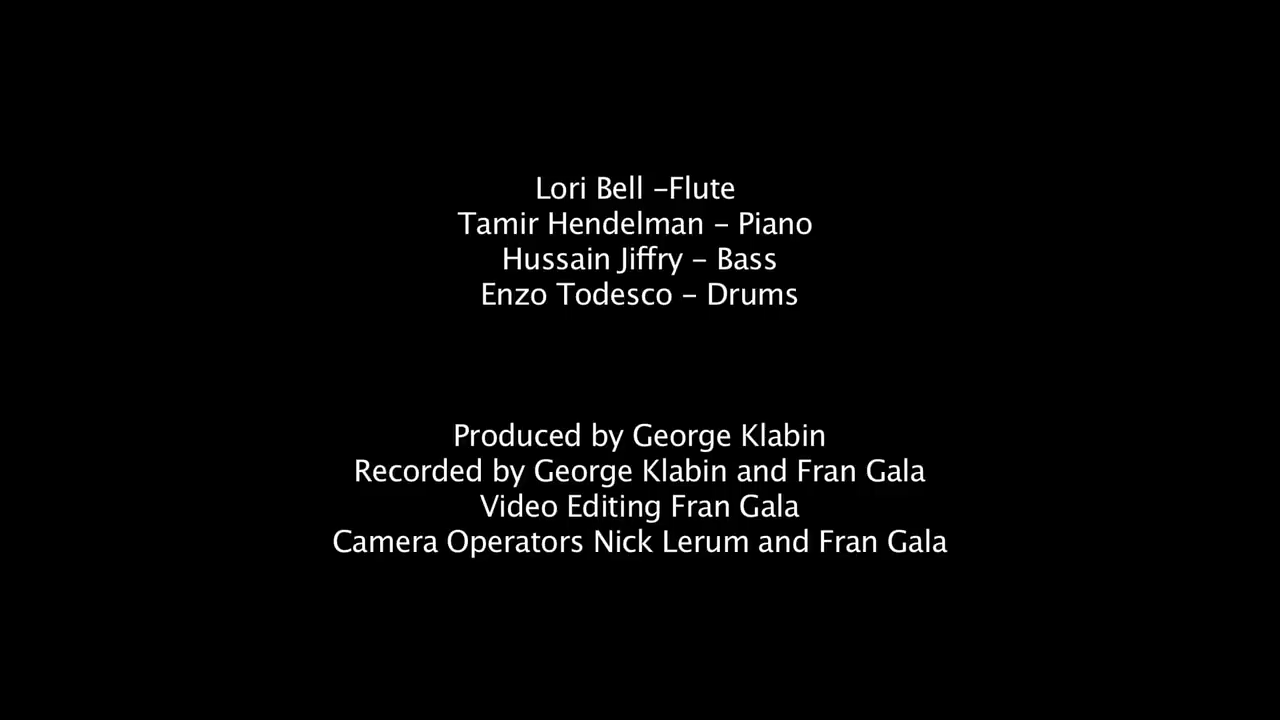 Lori Bell –Flute
Tamir Hendelman – Piano
Hussain Jiffry – Bass
Enzo Todesco – Drums
Produced by George Klabin
Recorded by George Klabin and Fran Gala
Video Editing Fran Gala
Camera Operators Nick Lerum and Fran Gala